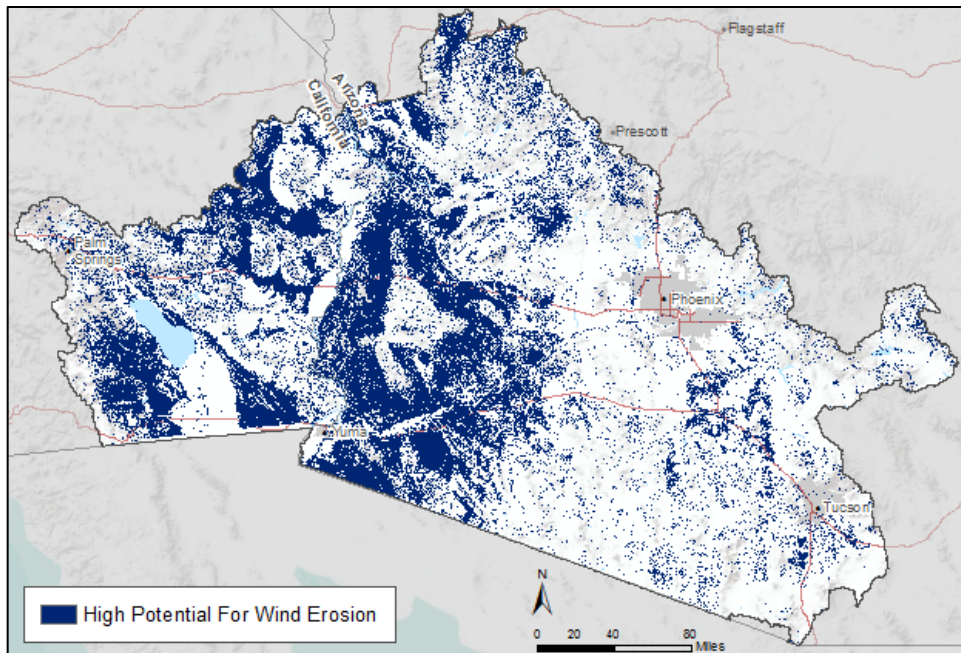 Flagstaff
Arizona
California
Prescott
Palm
Springs
Phoenix
Yuma
Tucson
High Potential For Wind Erosion
N
0 20 40 80
Miles